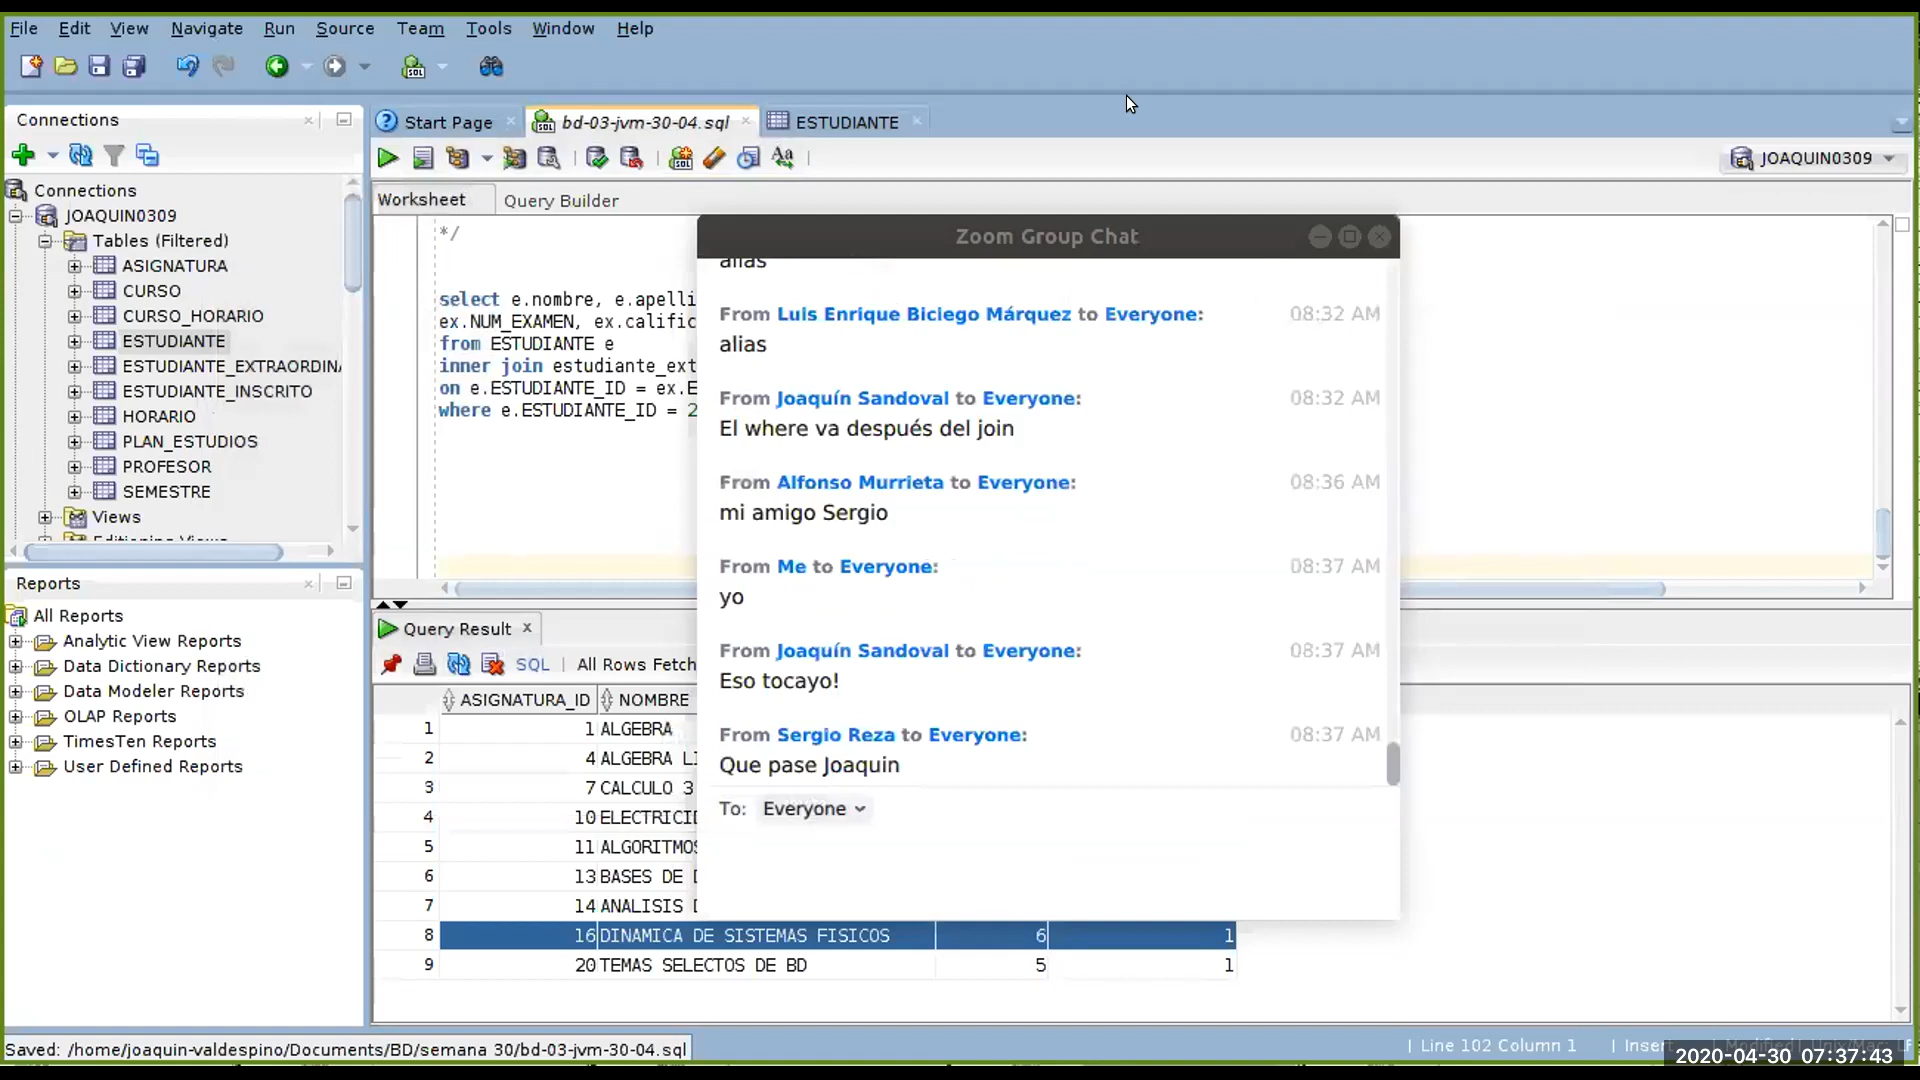 File Edit View Navigate Run Source Team Tools Window Help
Connections
Start Page
bd-03-jvm-30-04.sql
ESTUDIANTE
JOAQUIN0309
Connections
JOAQUIN0309
Tables (Filtered)
ASIGNATURA
CURSO
CURSO_HORARIO
ESTUDIANTE
ESTUDIANTE_EXTRAORDINA
ESTUDIANTE_INSCRITO
HORARIO
PLAN_ESTUDIOS
PROFESOR
SEMESTRE
Views
Editioning Views
Worksheet Query Builder
*/
select e.nombre, e.apelli
ex.NUM_EXAMEN, ex.calific
from ESTUDIANTE e
inner join estudiante_ext
on e.ESTUDIANTE_ID = ex.E
where e.ESTUDIANTE_ID = 2
Zoom Group Chat
alias
From Luis Enrique Biciego Márquez to Everyone: 08:32 AM
alias
From Joaquín Sandoval to Everyone: 08:32 AM
El where va después del join
From Alfonso Murrieta to Everyone: 08:36 AM
mi amigo Sergio
From Me to Everyone: 08:37 AM
yo
From Joaquín Sandoval to Everyone: 08:37 AM
Eso tocayo!
From Sergio Reza to Everyone: 08:37 AM
Que pase Joaquin
To: Everyone
Reports
All Reports
Analytic View Reports
Data Dictionary Reports
Data Modeler Reports
OLAP Reports
TimesTen Reports
User Defined Reports
Query Result
SQL All Rows Fetch
ASIGNATURA_ID NOMBRE
1 1 ALGEBRA
2 4 ALGEBRA LI
3 7 CALCULO 3
4 10 ELECTRICID
5 11 ALGORITMOS
6 13 BASES DE D
7 14 ANALISIS D
8 16 DINAMICA DE SISTEMAS FISICOS 6 1
9 20 TEMAS SELECTOS DE BD 5 1
Saved: /home/joaquin-valdespino/Documents/BD/semana 30/bd-03-jvm-30-04.sql
Line 102 Column 1
Insert
2020-04-30 07:37:43